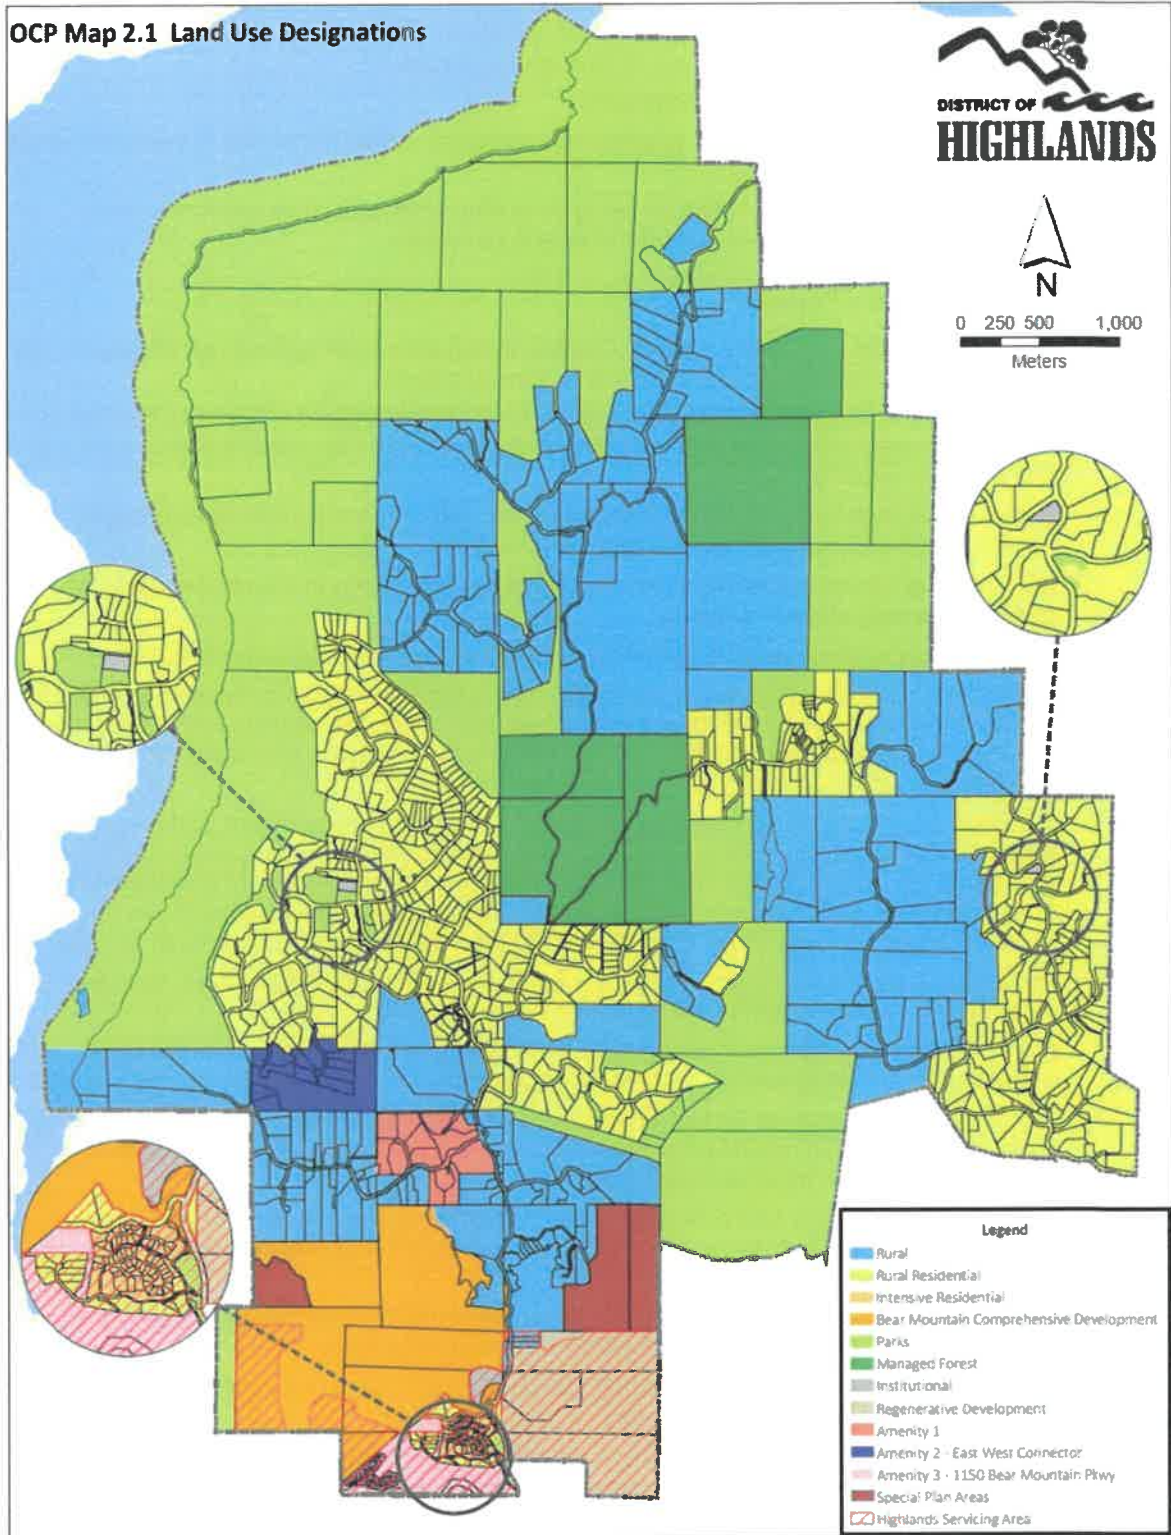 OCP Map 2.1 Land Use Designations
DISTRICT OF
HIGHLANDS
N
0 250 500 1,000
Meters
Legend
Rural
Rural Residential
Intensive Residential
Bear Mountain Comprehensive Development
Parks
Managed Forest
Institutional
Regenerative Development
Amenity 1
Amenity 2 - East West Connector
Amenity 3 - 1150 Bear Mountain Pkwy
Special Plan Areas
Highlands Servicing Area